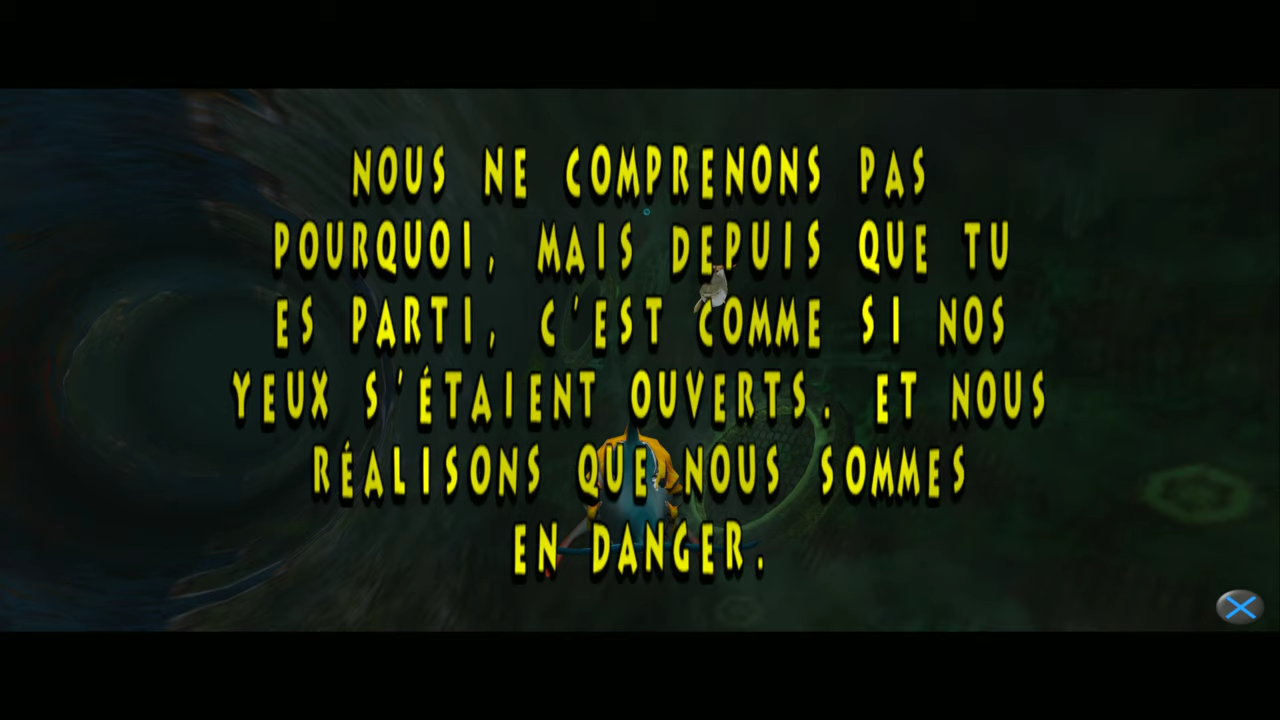 NOUS NE COMPRENONS PAS
POURQUOI, MAIS DEPUIS QUE TU
ES PARTI, C'EST COMME SI NOS
YEUX S'ÉTAIENT OUVERTS. ET NOUS
RÉALISONS QUE NOUS SOMMES
EN DANGER.